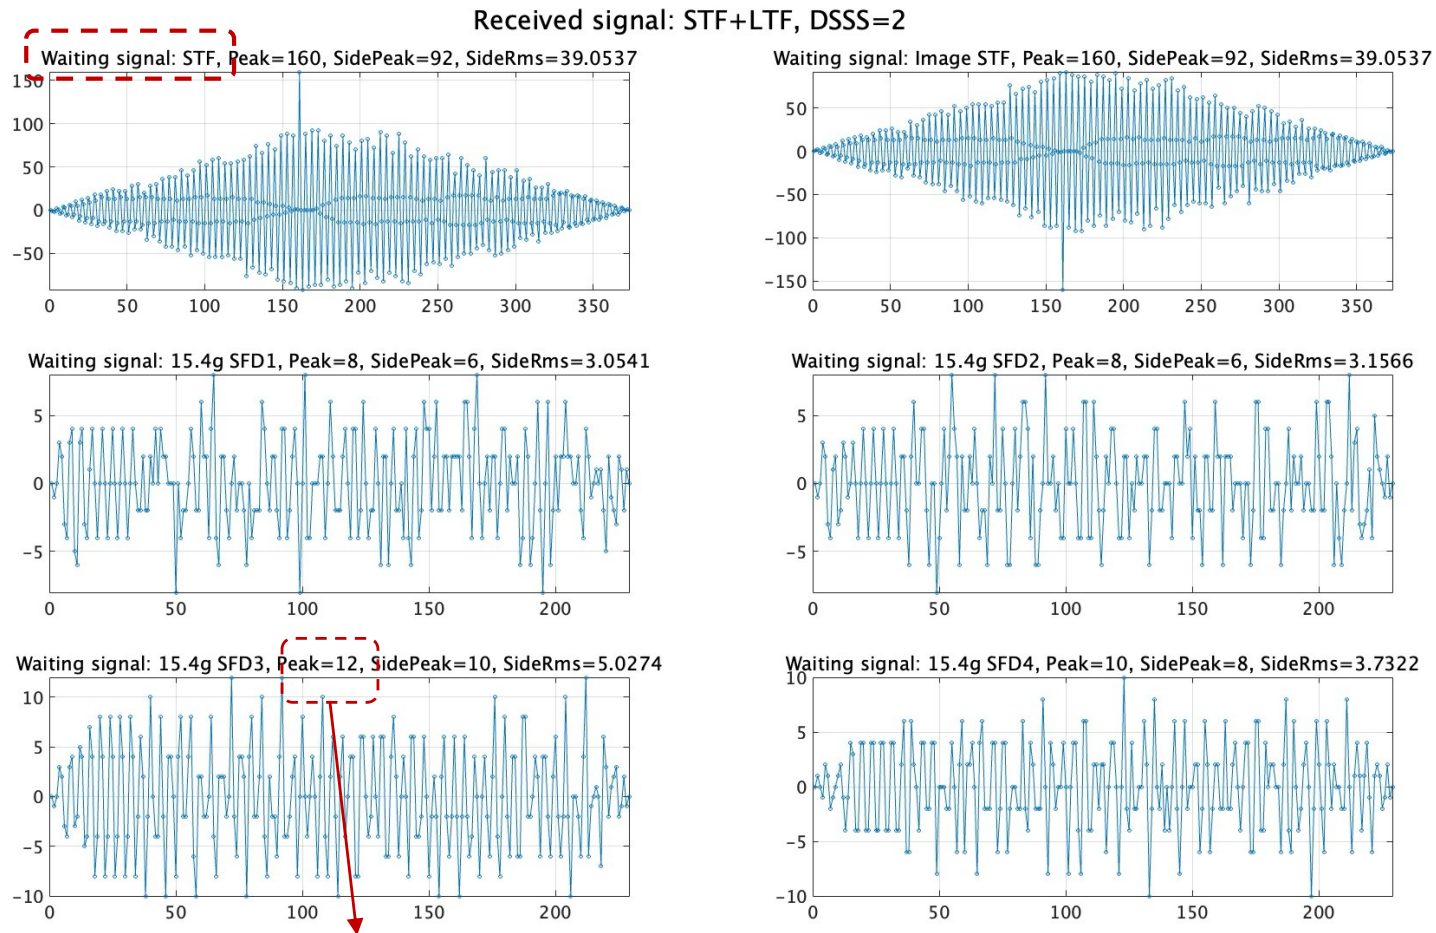 Received signal: STF+LTF, DSSS=2
Waiting signal: STF, Peak=160, SidePeak=92, SideRms=39.0537
150
100
50
0
−50
0 50 100 150 200 250 300 350
Waiting signal: Image STF, Peak=160, SidePeak=92, SideRms=39.0537
50
0
−50
−100
−150
0 50 100 150 200 250 300 350
Waiting signal: 15.4g SFD1, Peak=8, SidePeak=6, SideRms=3.0541
5
0
−5
0 50 100 150 200
Waiting signal: 15.4g SFD2, Peak=8, SidePeak=6, SideRms=3.1566
5
0
−5
0 50 100 150 200
Waiting signal: 15.4g SFD3, Peak=12, SidePeak=10, SideRms=5.0274
10
5
0
−5
−10
0 50 100 150 200
Waiting signal: 15.4g SFD4, Peak=10, SidePeak=8, SideRms=3.7322
10
5
0
−5
−10
0 50 100 150 200